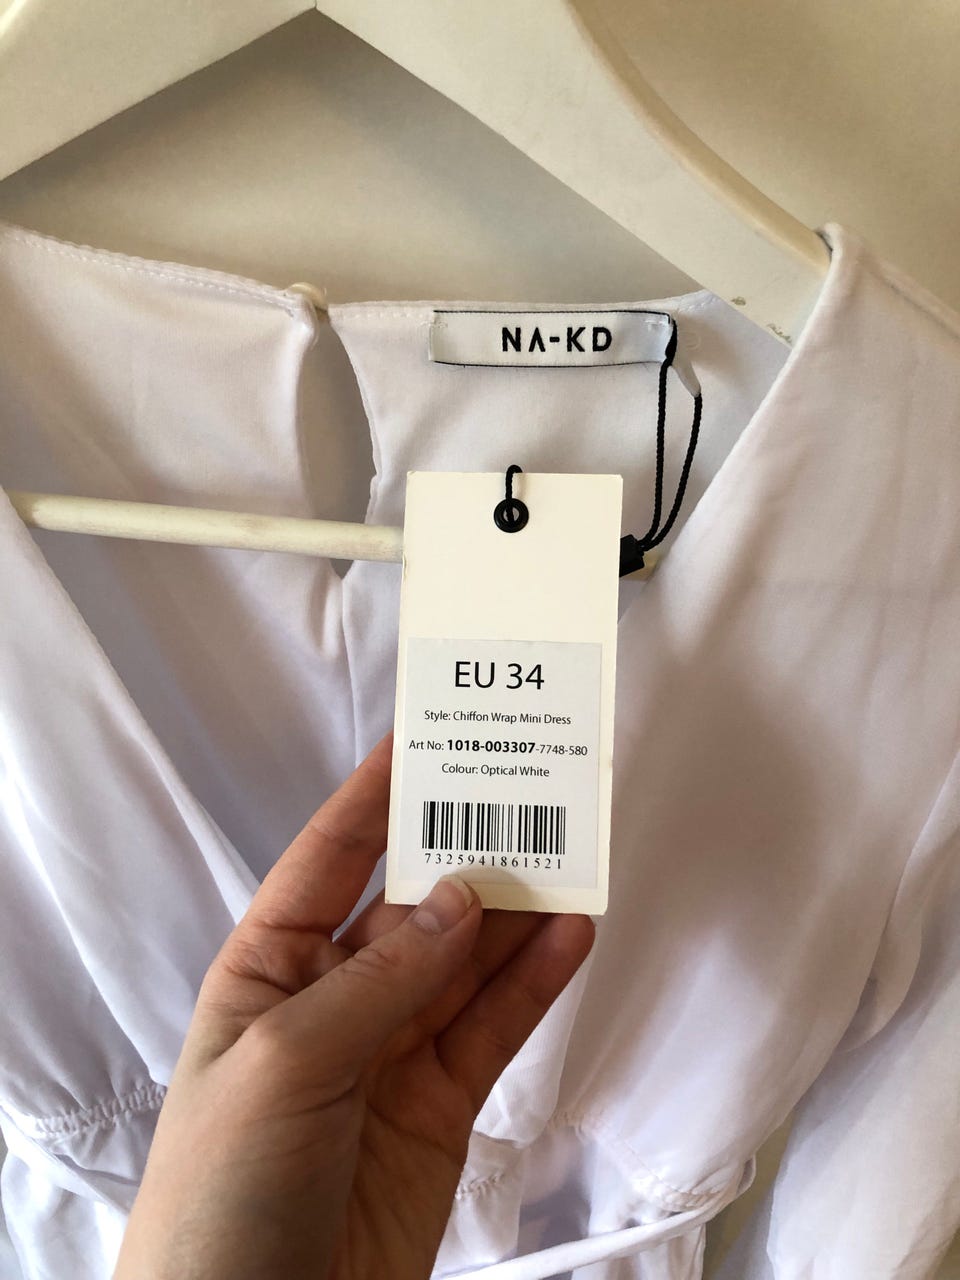 NA-KD
EU 34
Style: Chiffon Wrap Mini Dress
Art No: 1018-003307-7748-580
Colour: Optical White
7325941861521